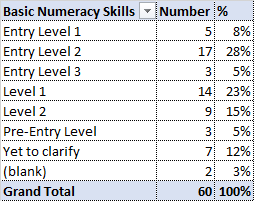 Basic Numeracy Skills Number %
Entry Level 1 5 8%
Entry Level 2 17 28%
Entry Level 3 3 5%
Level 1 14 23%
Level 2 9 15%
Pre-Entry Level 3 5%
Yet to clarify 7 12%
(blank) 2 3%
Grand Total 60 100%